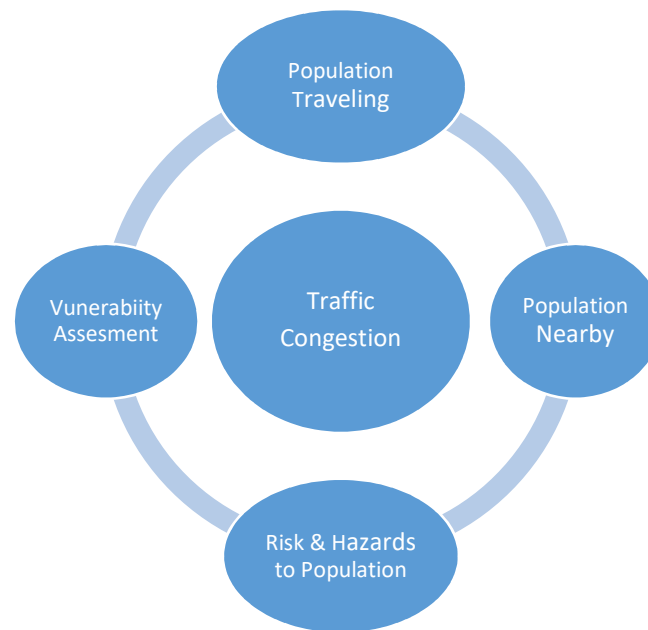 Population
Traveling
Vunerabiity
Assesment
Traffic
Congestion
Population
Nearby
Risk & Hazards
to Population